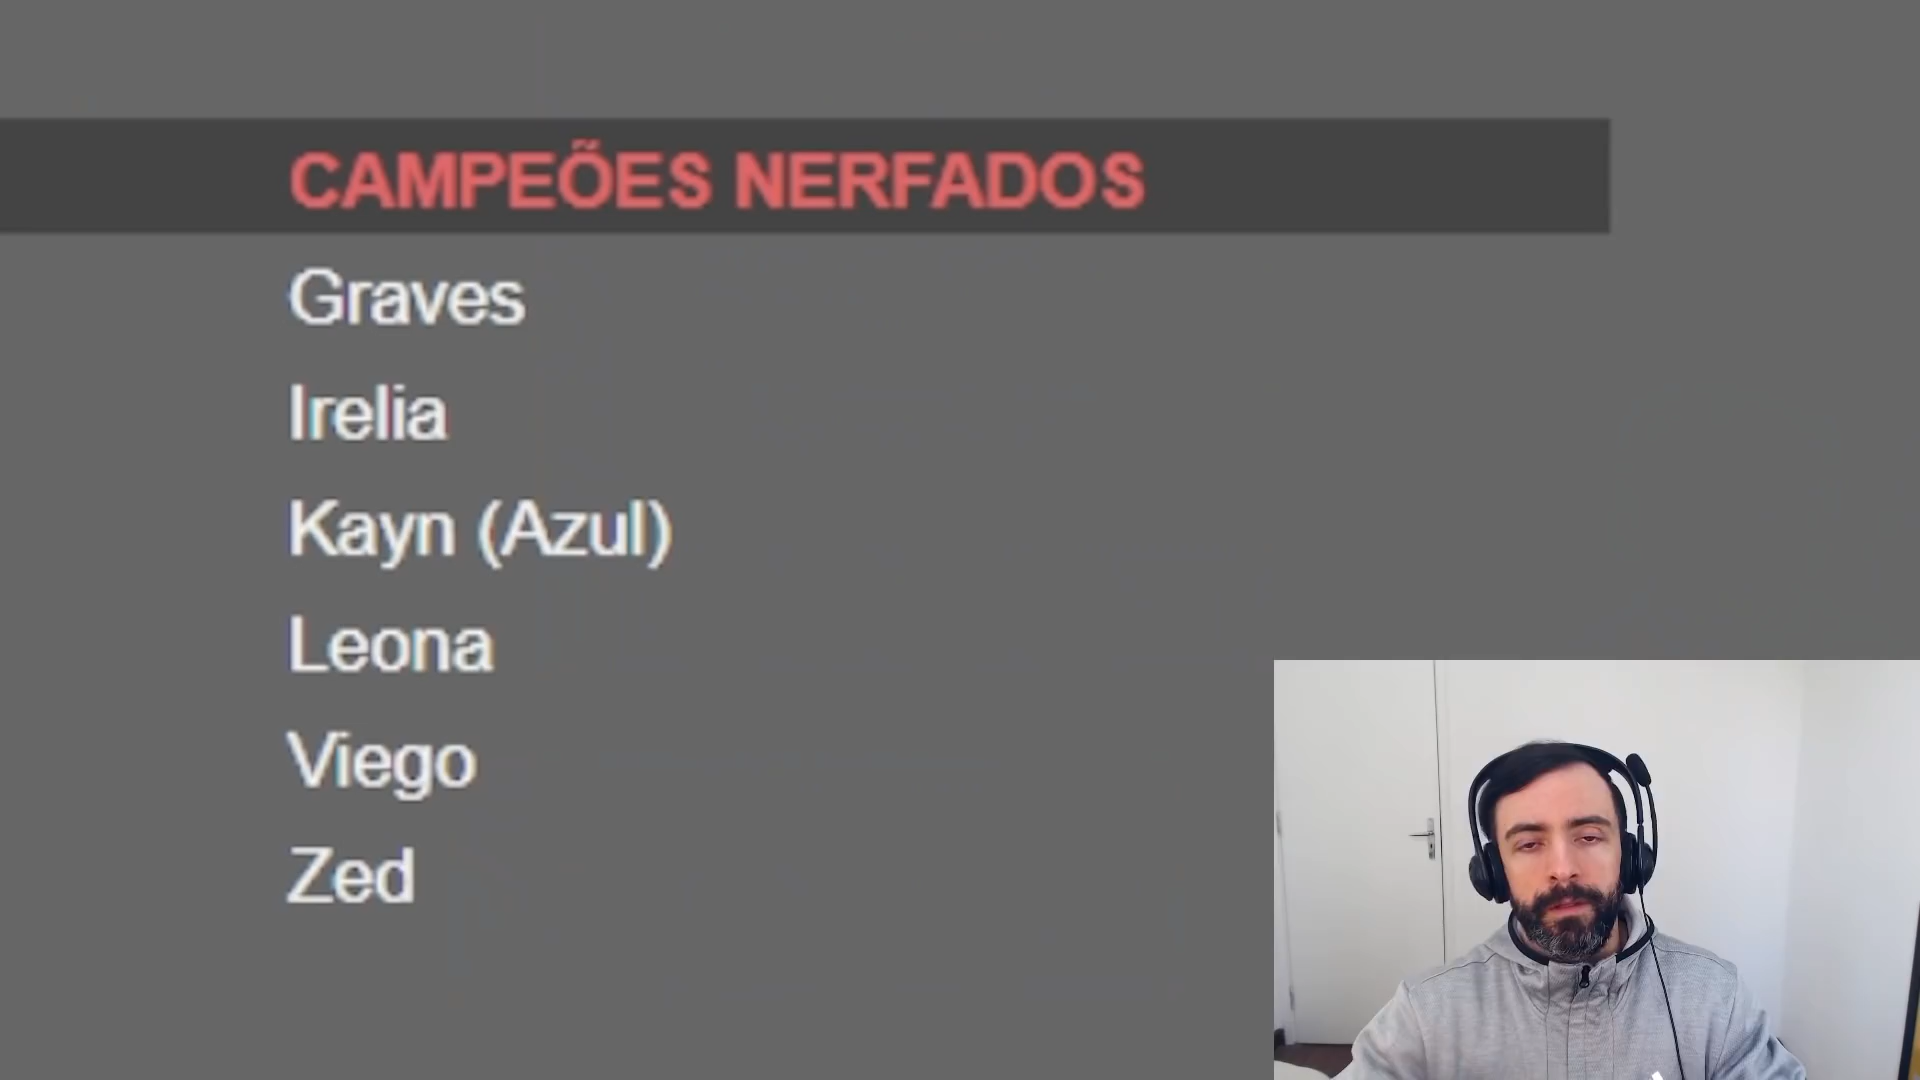 CAMPEÕES NERFADOS
Graves
Irelia
Kayn (Azul)
Leona
Viego
Zed